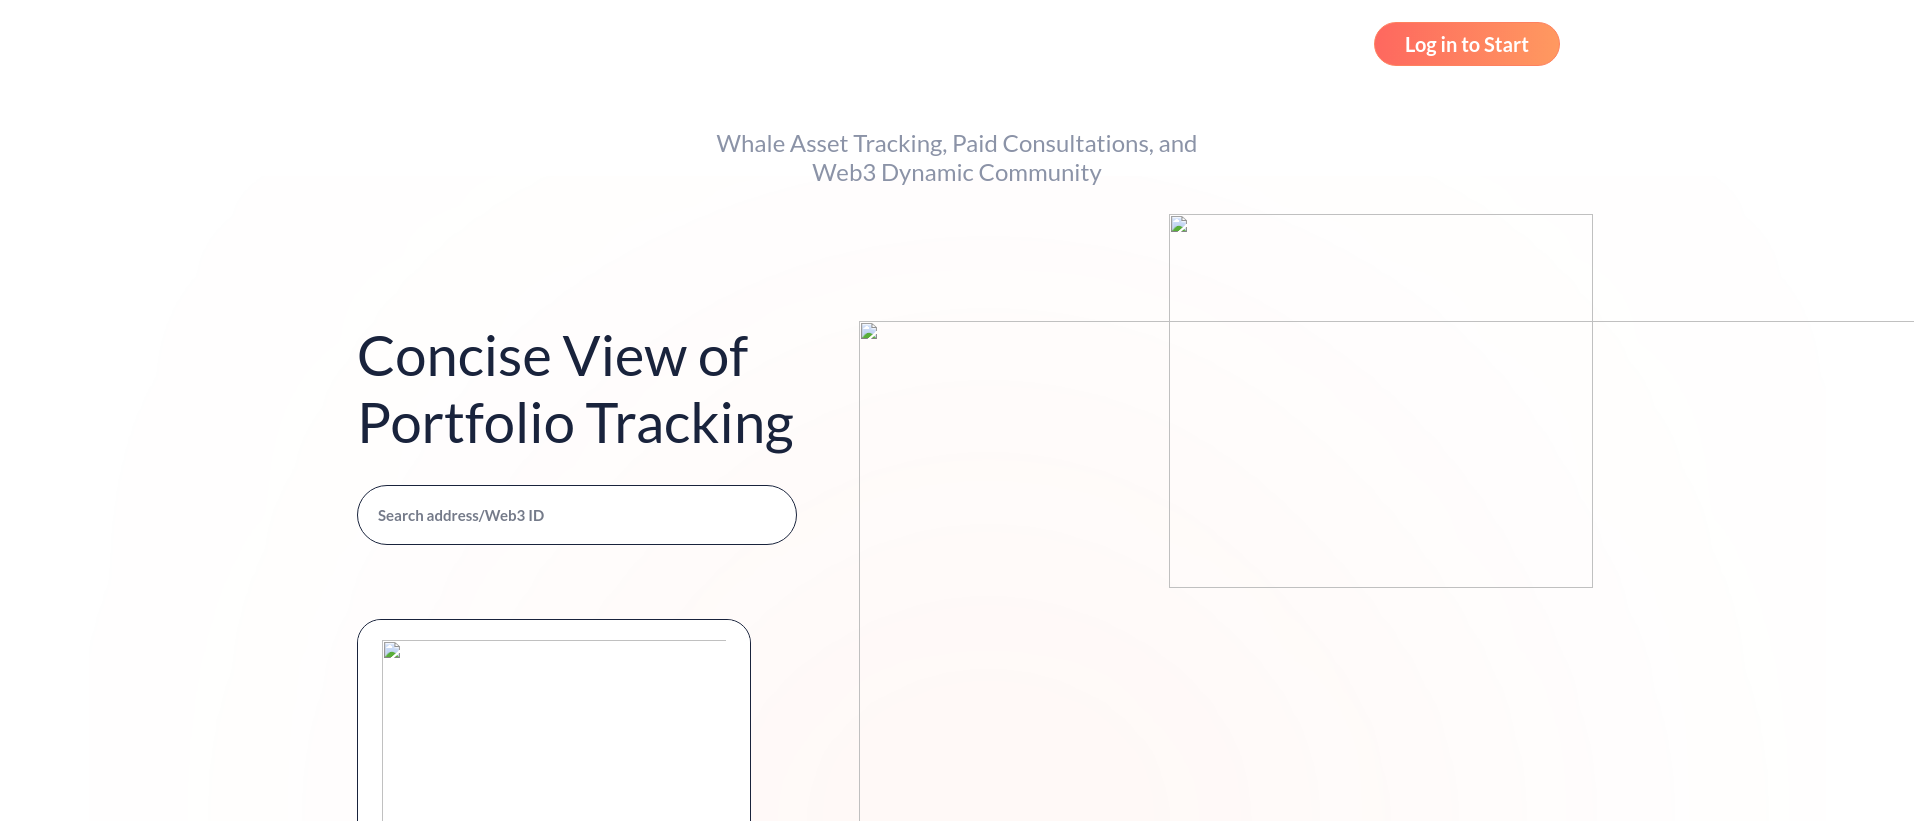 Log in to Start
Whale Asset Tracking, Paid Consultations, and
Web3 Dynamic Community
Concise View of
Portfolio Tracking
Search address/Web3 ID